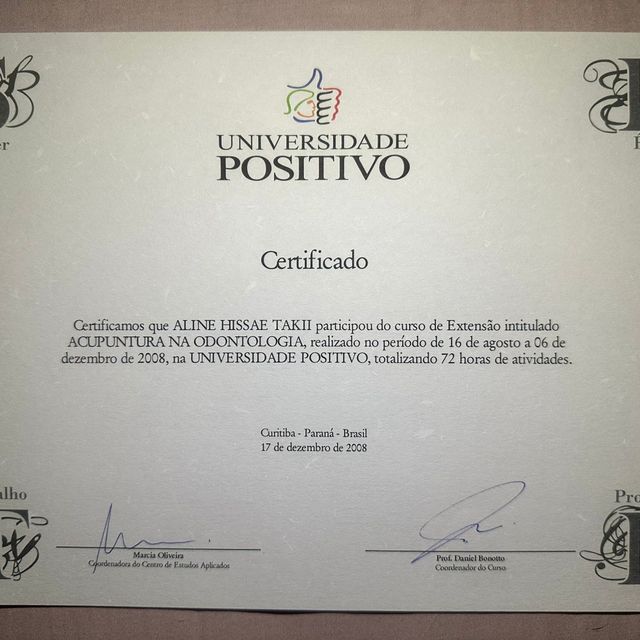 UNIVERSIDADE
POSITIVO
Certificado
Certificamos que ALINE HISSAE TAKII participou do curso de Extensão intitulado
ACUPUNTURA NA ODONTOLOGIA, realizado no período de 16 de agosto a 06 de
dezembro de 2008, na UNIVERSIDADE POSITIVO, totalizando 72 horas de atividades.
Curitiba - Paraná - Brasil
17 de dezembro de 2008
Marcia Oliveira
Coordenadora do Centro de Estudos Aplicados
Prof. Daniel Bonotto
Coordenador do Curso